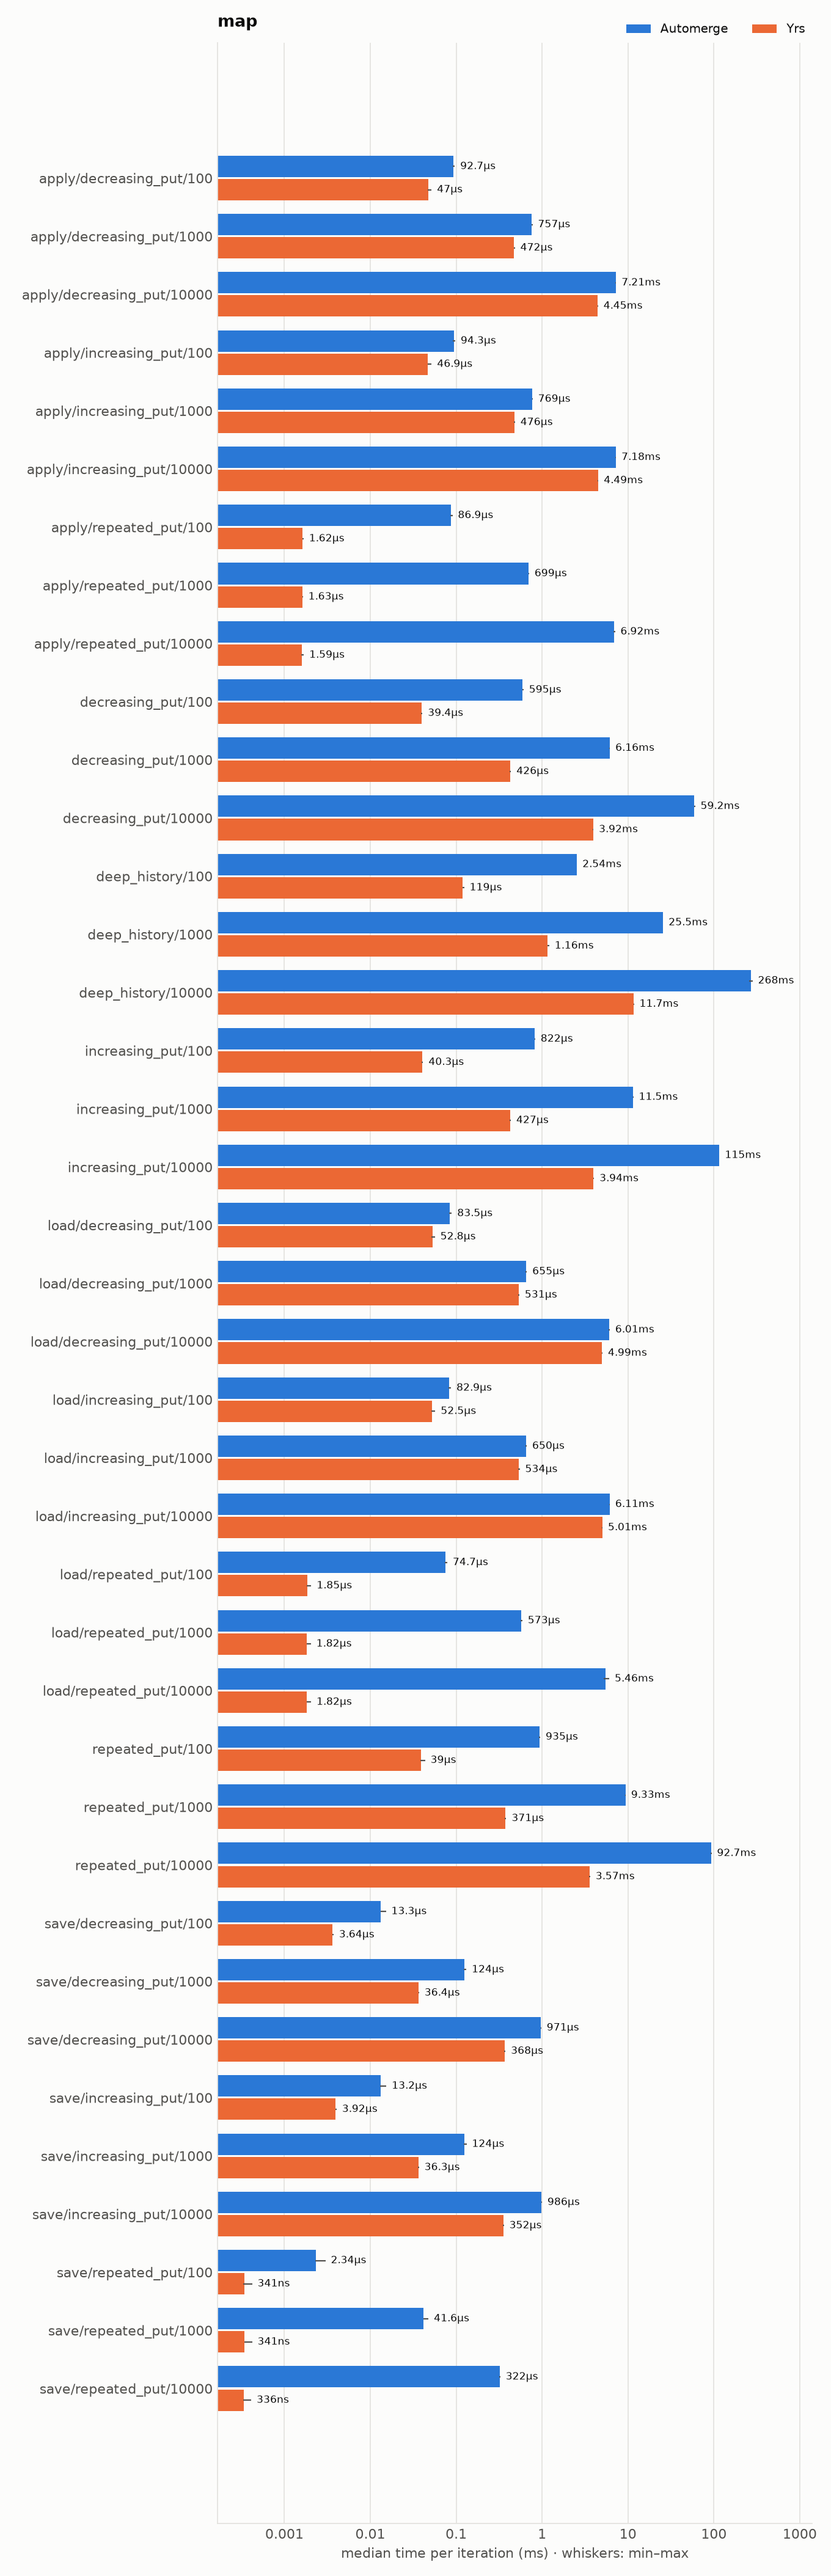 map
Automerge Yrs
apply/decreasing_put/100 92.7µs
47µs
apply/decreasing_put/1000 757µs
472µs
apply/decreasing_put/10000 7.21ms
4.45ms
apply/increasing_put/100 94.3µs
46.9µs
apply/increasing_put/1000 769µs
476µs
apply/increasing_put/10000 7.18ms
4.49ms
apply/repeated_put/100 86.9µs
1.62µs
apply/repeated_put/1000 699µs
1.63µs
apply/repeated_put/10000 6.92ms
1.59µs
decreasing_put/100 595µs
39.4µs
decreasing_put/1000 6.16ms
426µs
decreasing_put/10000 59.2ms
3.92ms
deep_history/100 2.54ms
119µs
deep_history/1000 25.5ms
1.16ms
deep_history/10000 268ms
11.7ms
increasing_put/100 822µs
40.3µs
increasing_put/1000 11.5ms
427µs
increasing_put/10000 115ms
3.94ms
load/decreasing_put/100 83.5µs
52.8µs
load/decreasing_put/1000 655µs
531µs
load/decreasing_put/10000 6.01ms
4.99ms
load/increasing_put/100 82.9µs
52.5µs
load/increasing_put/1000 650µs
534µs
load/increasing_put/10000 6.11ms
5.01ms
load/repeated_put/100 74.7µs
1.85µs
load/repeated_put/1000 573µs
1.82µs
load/repeated_put/10000 5.46ms
1.82µs
repeated_put/100 935µs
39µs
repeated_put/1000 9.33ms
371µs
repeated_put/10000 92.7ms
3.57ms
save/decreasing_put/100 13.3µs
3.64µs
save/decreasing_put/1000 124µs
36.4µs
save/decreasing_put/10000 971µs
368µs
save/increasing_put/100 13.2µs
3.92µs
save/increasing_put/1000 124µs
36.3µs
save/increasing_put/10000 986µs
352µs
save/repeated_put/100 2.34µs
341ns
save/repeated_put/1000 41.6µs
341ns
save/repeated_put/10000 322µs
336ns
0.001 0.01 0.1 1 10 100 1000
median time per iteration (ms) · whiskers: min–max